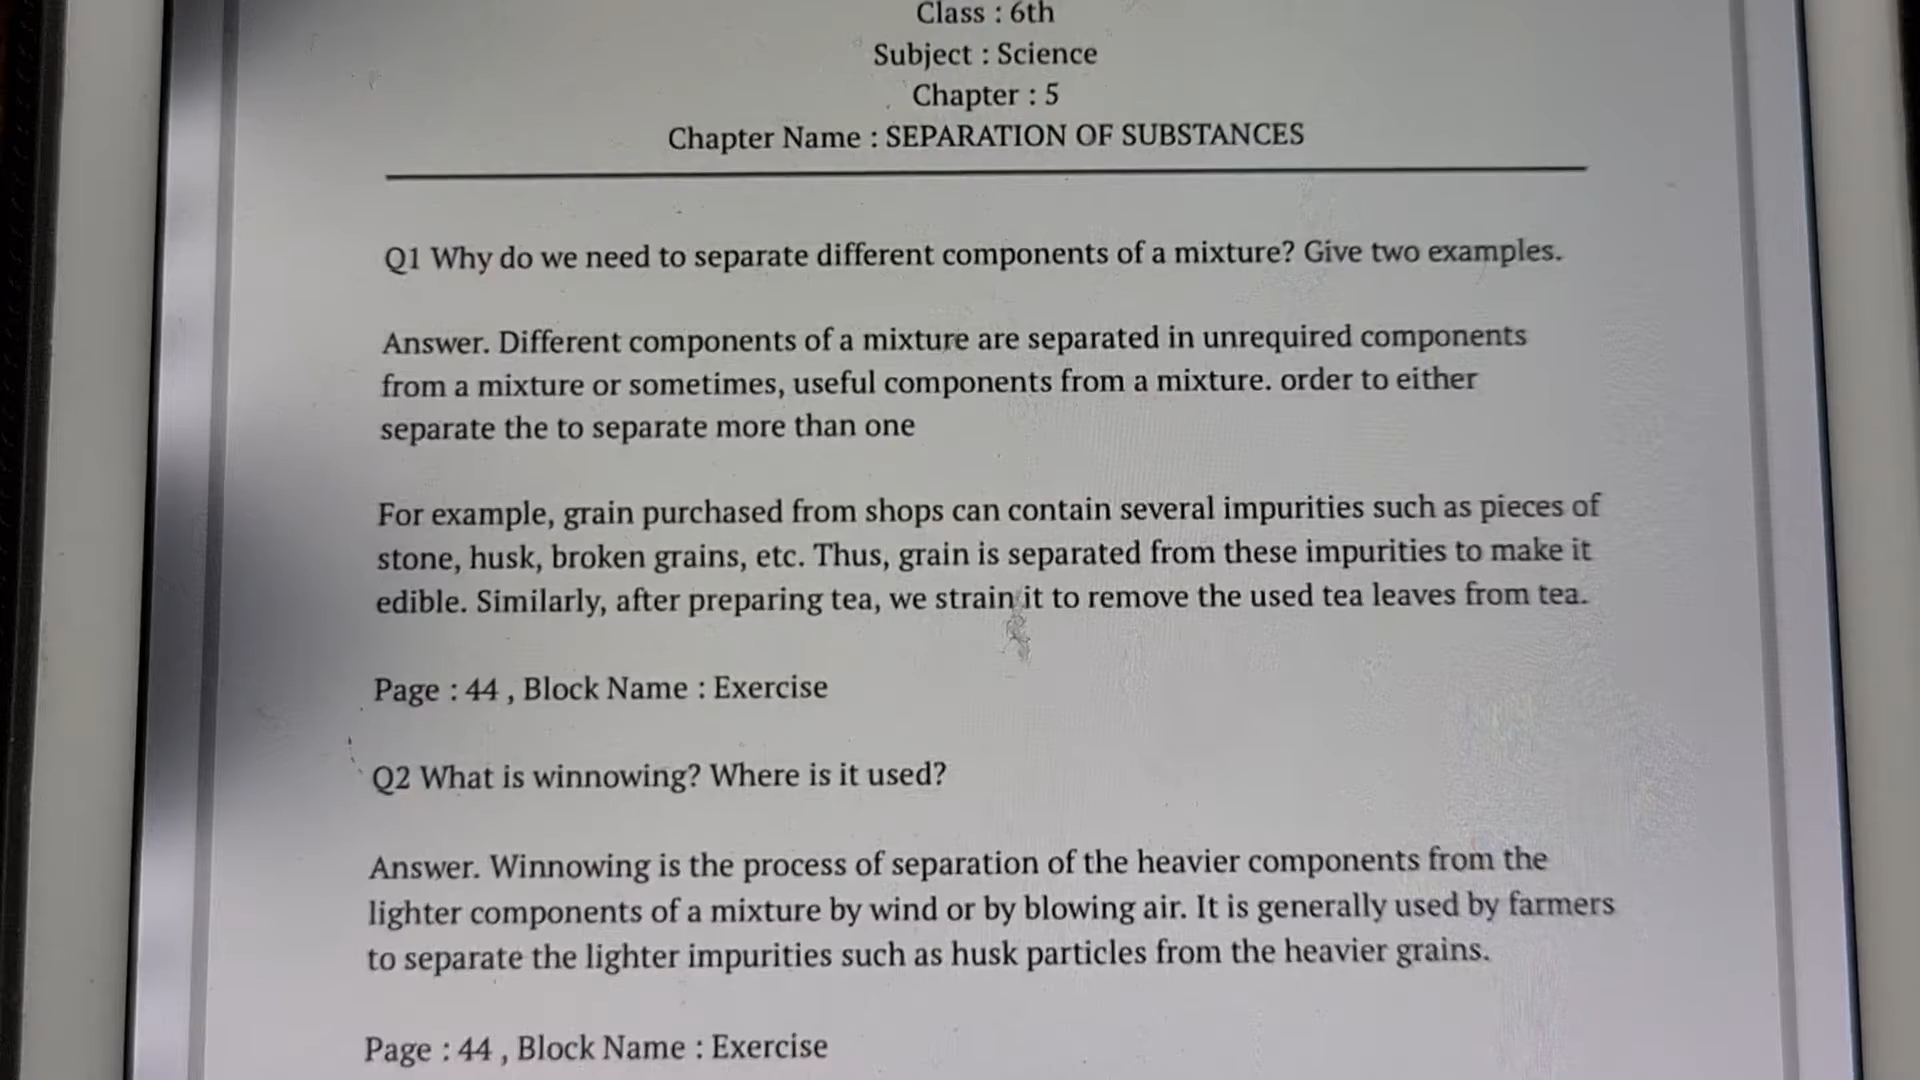 Class : 6th
Subject : Science
Chapter : 5
Chapter Name : SEPARATION OF SUBSTANCES
Q1 Why do we need to separate different components of a mixture? Give two examples.
Answer. Different components of a mixture are separated in unrequired components
from a mixture or sometimes, useful components from a mixture. order to either
separate the to separate more than one
For example, grain purchased from shops can contain several impurities such as pieces of
stone, husk, broken grains, etc. Thus, grain is separated from these impurities to make it
edible. Similarly, after preparing tea, we strain it to remove the used tea leaves from tea.
Page : 44 , Block Name : Exercise
Q2 What is winnowing? Where is it used?
Answer. Winnowing is the process of separation of the heavier components from the
lighter components of a mixture by wind or by blowing air. It is generally used by farmers
to separate the lighter impurities such as husk particles from the heavier grains.
Page : 44 , Block Name : Exercise